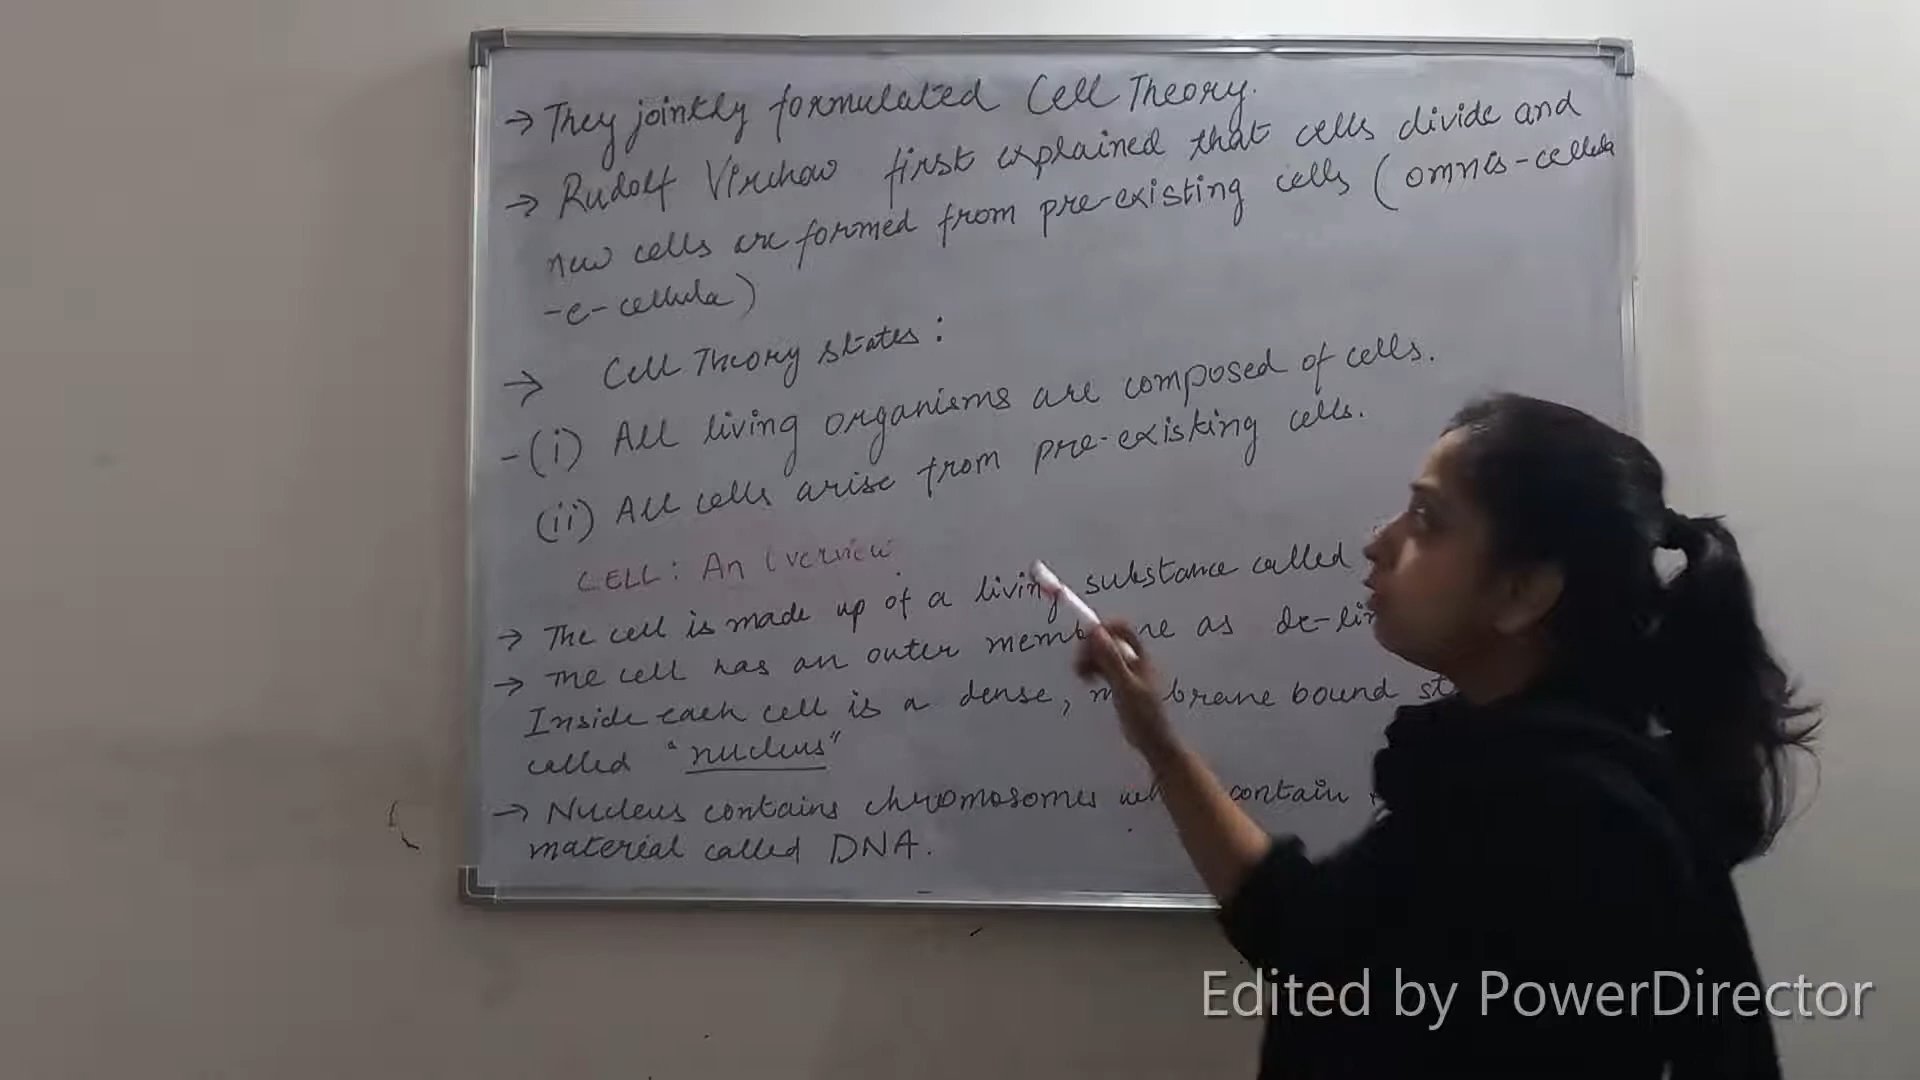 → They jointly formulated Cell Theory.
→ Rudolf Virchow first explained that cells divide and
new cells are formed from pre-existing cells (omnis-cellula
-e-cellula)
→ Cell Theory states:
-(i) All living organisms are composed of cells.
(ii) All cells arise from pre-existing cells.
CELL: An Overview
→ The cell is made up of a living substance called
→ The cell has an outer membrane as de-lim
Inside each cell is a dense, membrane bound st
called "nucleus"
→ Nucleus contains chromosomes contain
material called DNA.
Edited by PowerDirector